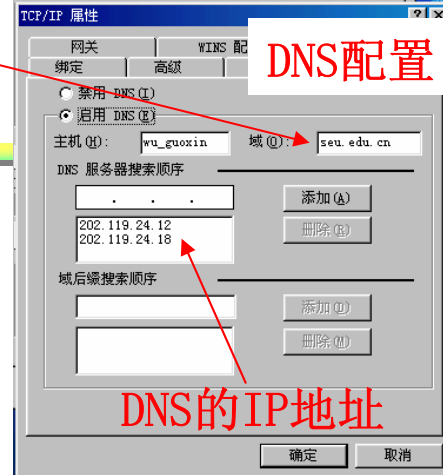 TCP/IP 属性
网关
WINS 配
绑定
高级
DNS配置
禁用 DNS(I)
启用 DNS(E)
主机(H): wu_guoxin 域(O): seu.edu.cn
DNS 服务器搜索顺序
. . . 添加(A)
202.119.24.12 删除(R)
202.119.24.18
域后缀搜索顺序
添加(D)
删除(M)
DNS的IP地址
确定 取消